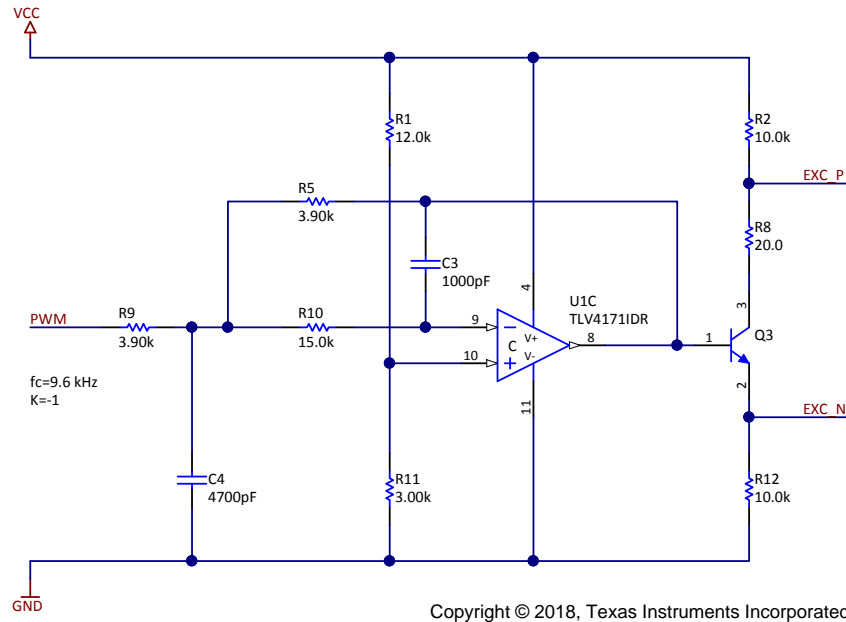 VCC
R1
12.0k
R2
10.0k
EXC_P
R5
3.90k
R8
20.0
C3
1000pF
4
U1C
TLV4171IDR
3
PWM
R9
3.90k
R10
15.0k
9
C
V+
V-
8
1
Q3
10
2
fc=9.6 kHz
K=-1
11
EXC_N
C4
4700pF
R11
3.00k
R12
10.0k
GND
Copyright © 2018, Texas Instruments Incorporated